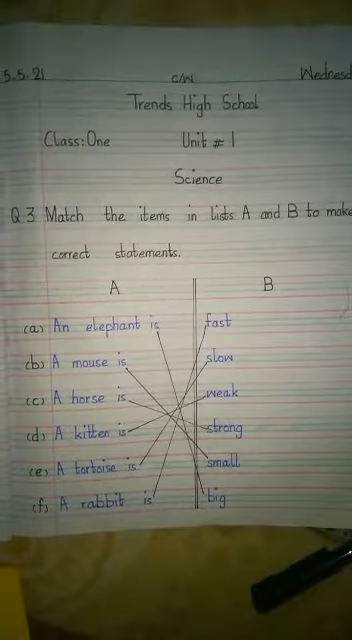 5.5.21 C/W Wednesd
Trends High School
Class: One Unit # 1
Science
Q 3 Match the items in lists A and B to make
correct statements.
A B
(a) An elephant is fast
(b) A mouse is slow
(c) A horse is weak
(d) A kitten is strong
(e) A tortoise is small
(f) A rabbit is big